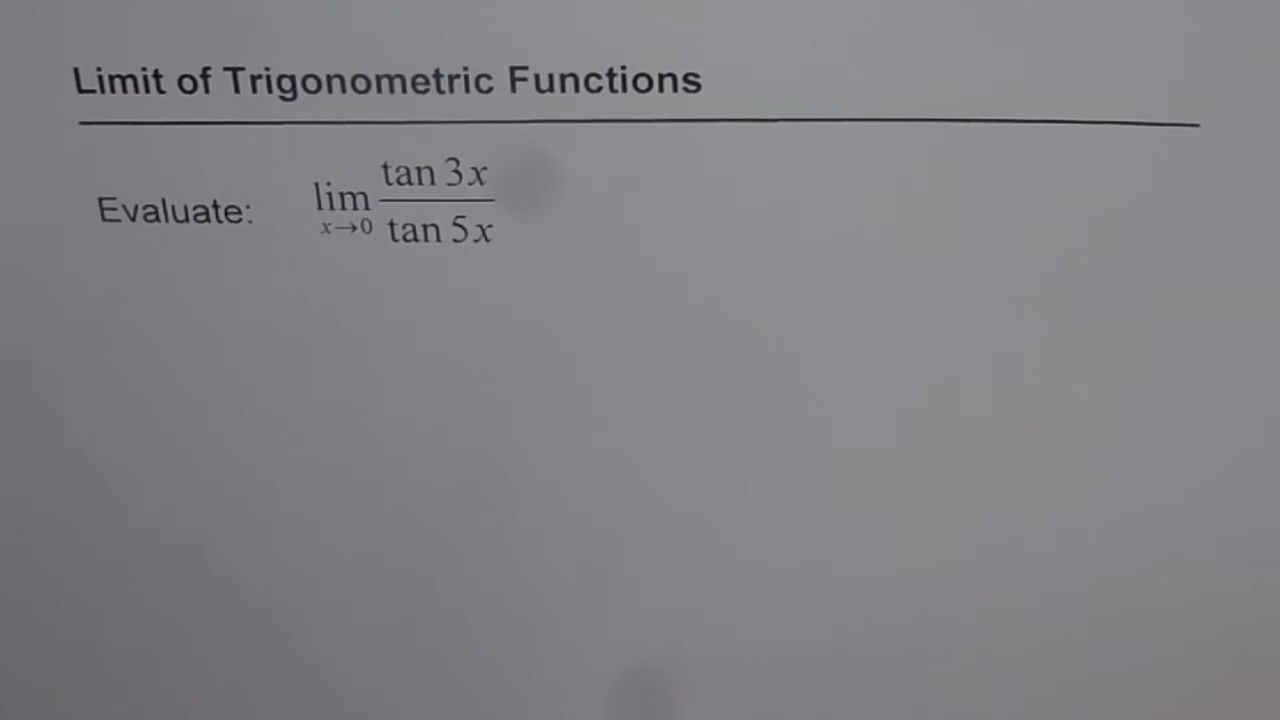 Limit of Trigonometric Functions
Evaluate: lim x→0 tan 3x / tan 5x